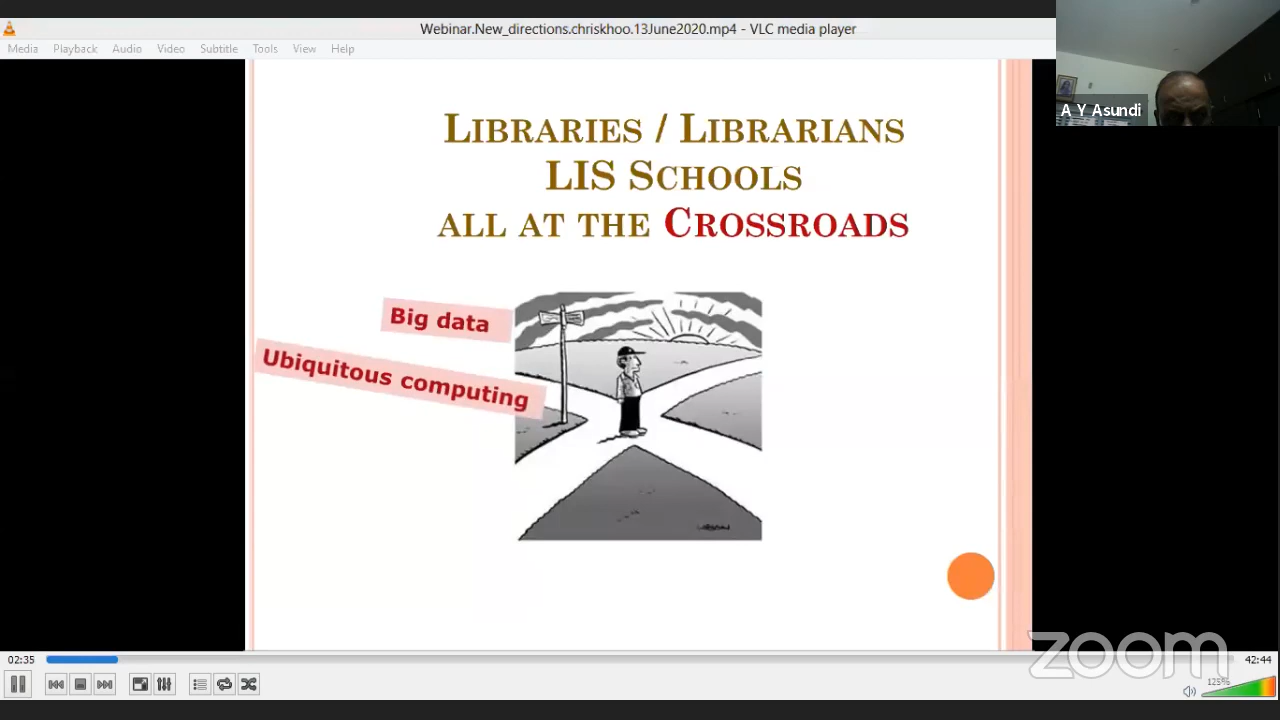 Webinar.New_directions.chriskhoo.13June2020.mp4 - VLC media player
Media Playback Audio Video Subtitle Tools View Help
A Y Asundi
LIBRARIES / LIBRARIANS
LIS SCHOOLS
ALL AT THE CROSSROADS
Big data
Ubiquitous computing
zoom
02:35
42:44
125%